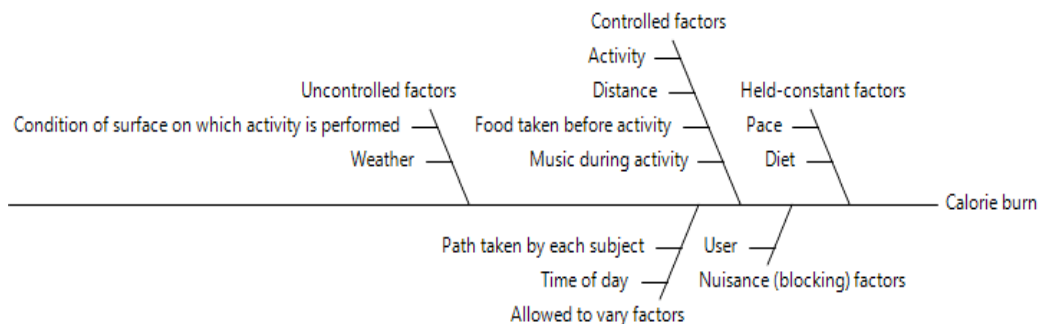 Controlled factors
Activity
Uncontrolled factors
Distance
Held-constant factors
Condition of surface on which activity is performed
Food taken before activity
Pace
Weather
Music during activity
Diet
Calorie burn
Path taken by each subject
User
Time of day
Nuisance (blocking) factors
Allowed to vary factors